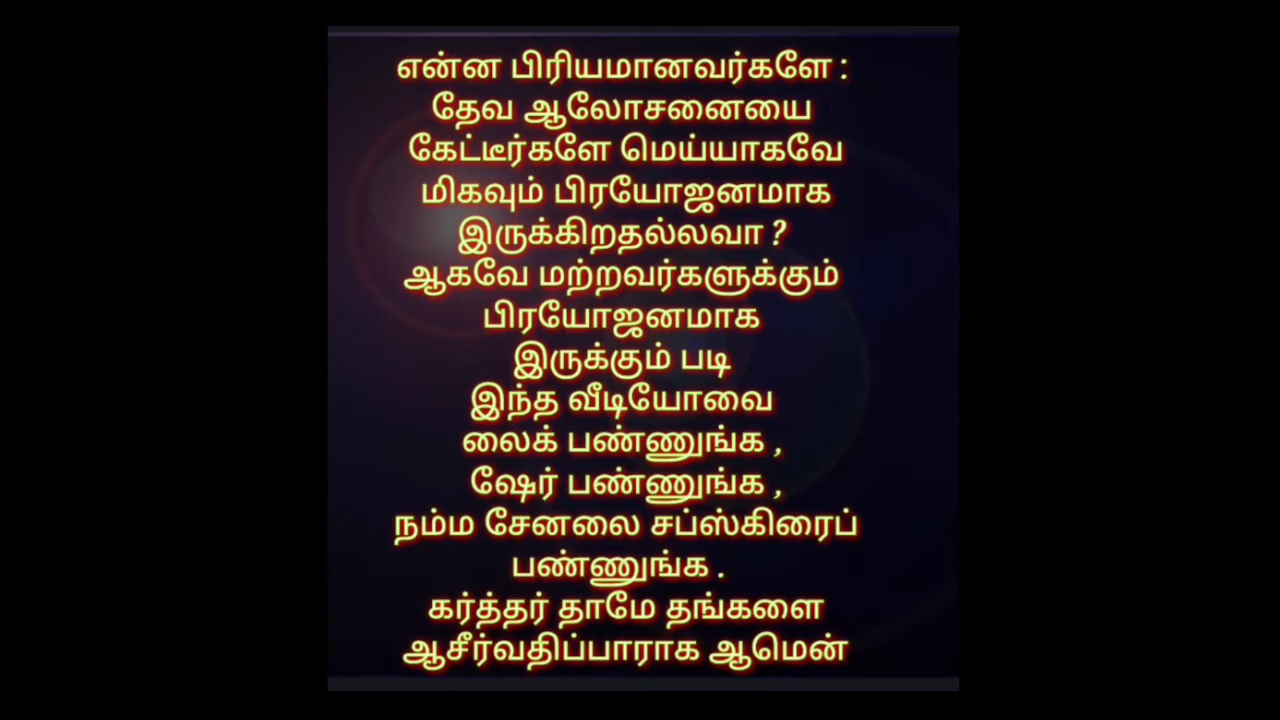 என்ன பிரியமானவர்களே :
தேவ ஆலோசனையை
கேட்டீர்களே மெய்யாகவே
மிகவும் பிரயோஜனமாக
இருக்கிறதல்லவா ?
ஆகவே மற்றவர்களுக்கும்
பிரயோஜனமாக
இருக்கும் படி
இந்த வீடியோவை
லைக் பண்ணுங்க ,
ஷேர் பண்ணுங்க ,
நம்ம சேனலை சப்ஸ்கிரைப்
பண்ணுங்க .
கர்த்தர் தாமே தங்களை
ஆசீர்வதிப்பாராக ஆமென்